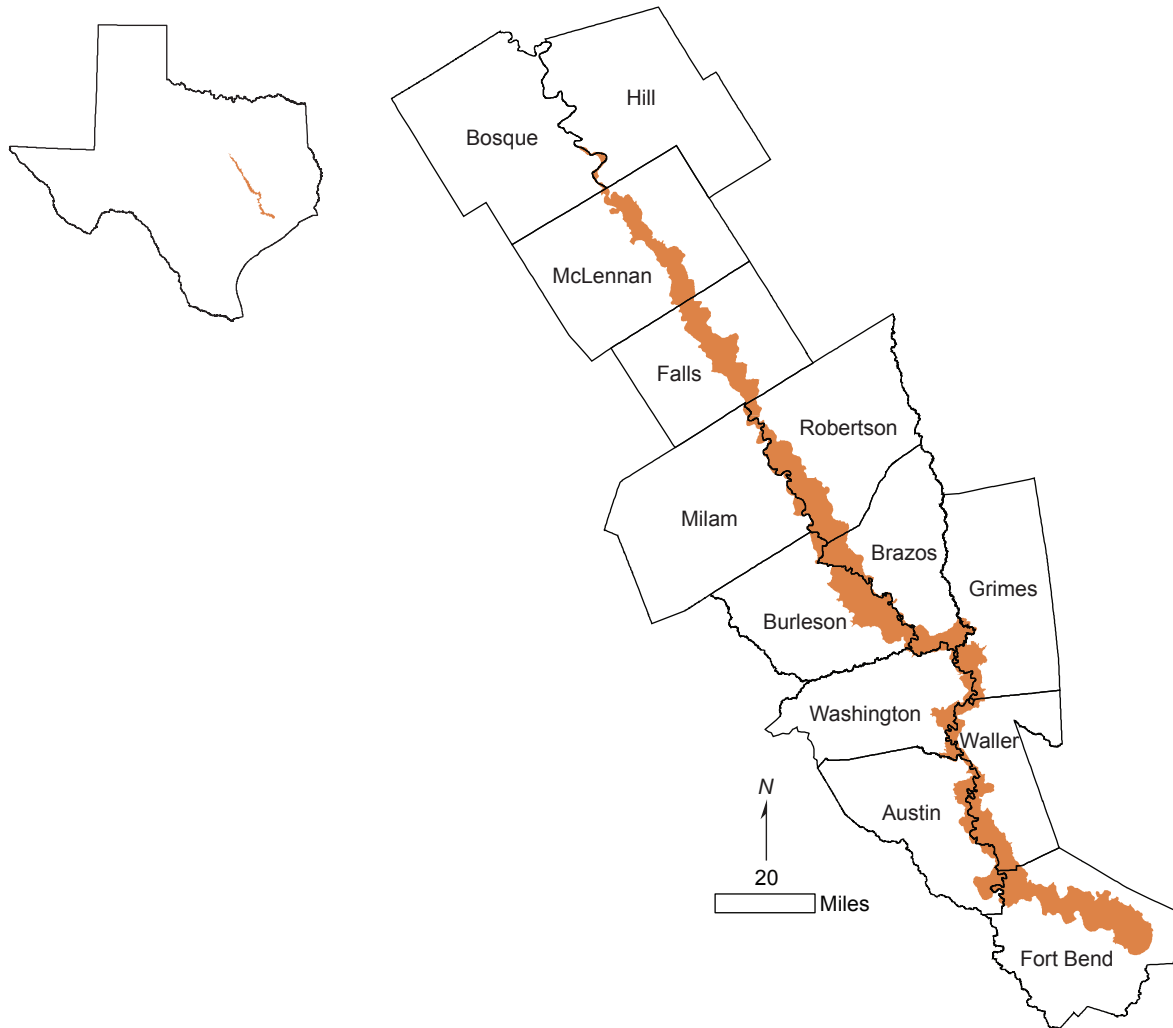 Hill
Bosque
McLennan
Falls
Robertson
Milam
Brazos
Grimes
Burleson
Washington
Waller
Austin
N
20
Miles
Fort Bend